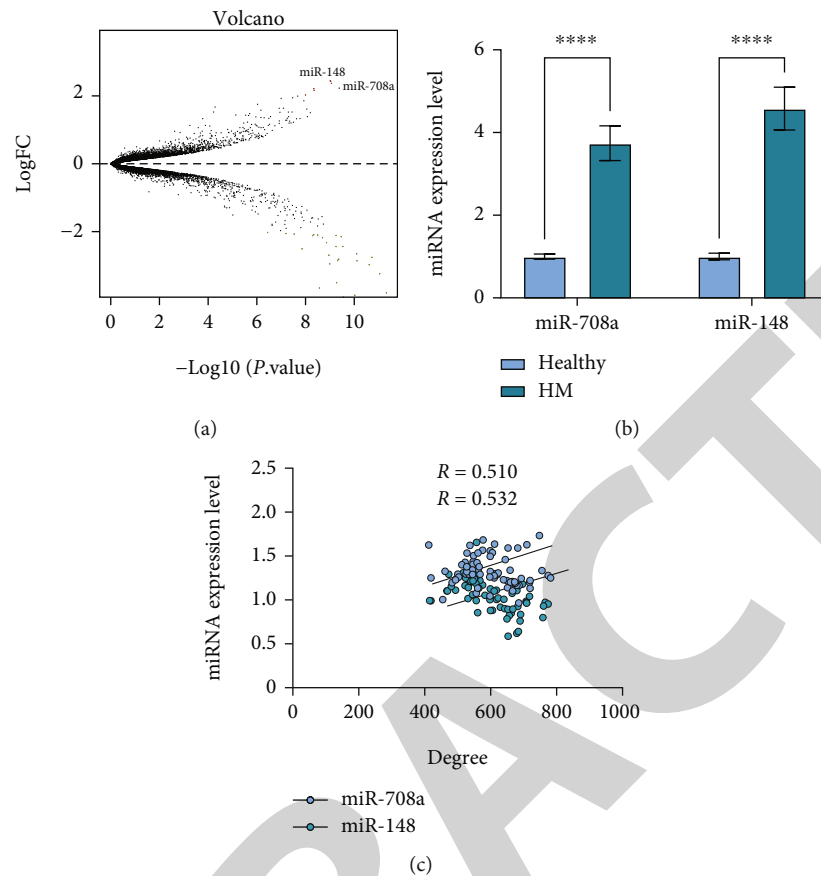 Volcano
miR-148
miR-708a
2
0
−2
LogFC
0 2 4 6 8 10
−Log10 (P.value)
(a)
**** ****
6
4
2
0
miRNA expression level
miR-708a miR-148
Healthy
HM
(b)
R = 0.510
R = 0.532
2.5
2.0
1.5
1.0
0.5
0
miRNA expression level
0 200 400 600 800 1000
Degree
miR-708a
miR-148
(c)